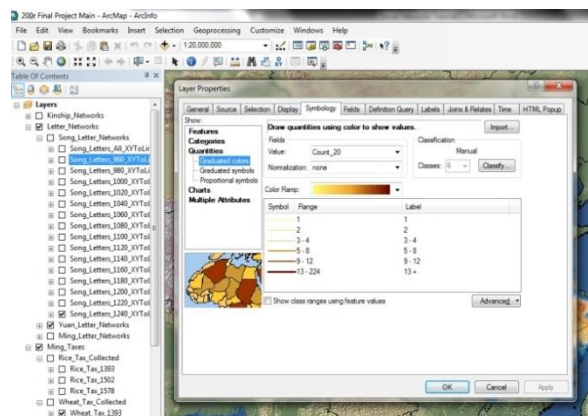 200r Final Project Main - ArcMap - ArcInfo
File Edit View Bookmarks Insert Selection Geoprocessing Customize Windows Help
1:20,000,000
Table Of Contents
Layers
Kinship_Networks
Letter_Networks
Song_Letter_Networks
Song_Letters_All_XYToLi
Song_Letters_960_XYToLi
Song_Letters_980_XYToLi
Song_Letters_1000_XYTol
Song_Letters_1020_XYTol
Song_Letters_1040_XYTol
Song_Letters_1060_XYTol
Song_Letters_1080_XYTol
Song_Letters_1100_XYTol
Song_Letters_1120_XYTol
Song_Letters_1140_XYTol
Song_Letters_1160_XYTol
Song_Letters_1180_XYTol
Song_Letters_1200_XYTol
Song_Letters_1220_XYTol
Song_Letters_1240_XYTol
Yuan_Letter_Networks
Ming_Letter_Networks
Ming_Taxes
Rice_Tax_Collected
Rice_Tax_1393
Rice_Tax_1502
Rice_Tax_1578
Wheat_Tax_Collected
Wheat_Tax_1393
Layer Properties
General Source Selection Display Symbology Fields Definition Query Labels Joins & Relates Time HTML Popup
Show:
Features
Categories
Quantities
Graduated colors
Graduated symbols
Proportional symbols
Charts
Multiple Attributes
Draw quantities using color to show values.
Import...
Fields
Value: Count_20
Normalization: none
Classification
Manual
Classes: 6 Classify...
Color Ramp:
Symbol Range Label
1 1
2 2
3 - 4 3 - 4
5 - 8 5 - 8
9 - 12 9 - 12
13 - 224 13 +
Show class ranges using feature values
Advanced
OK Cancel Apply